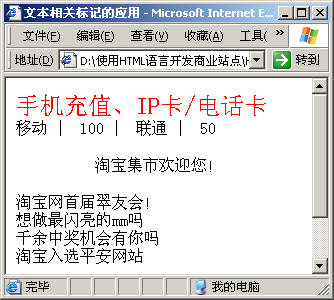 文本相关标记的应用 - Microsoft Internet E...
文件(F) 编辑(E) 查看(V) 收藏(A) 工具( »
地址(D) D:\使用HTML语言开发商业站点\H 转到
手机充值、IP卡/电话卡
移动 | 100 | 联通 | 50
淘宝集市欢迎您!
淘宝网首届翠友会!
想做最闪亮的mm吗
千余中奖机会有你吗
淘宝入选平安网站
完毕 我的电脑